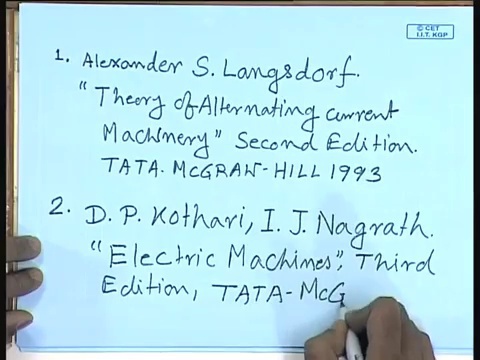 © CET
I.I.T. KGP
1. Alexander S. Langsdorf.
"Theory of Alternating current
Machinery" Second Edition.
TATA. McGRAW-HILL 1993
2. D. P. Kothari, I. J. Nagrath.
"Electric Machines", Third
Edition, TATA-McG